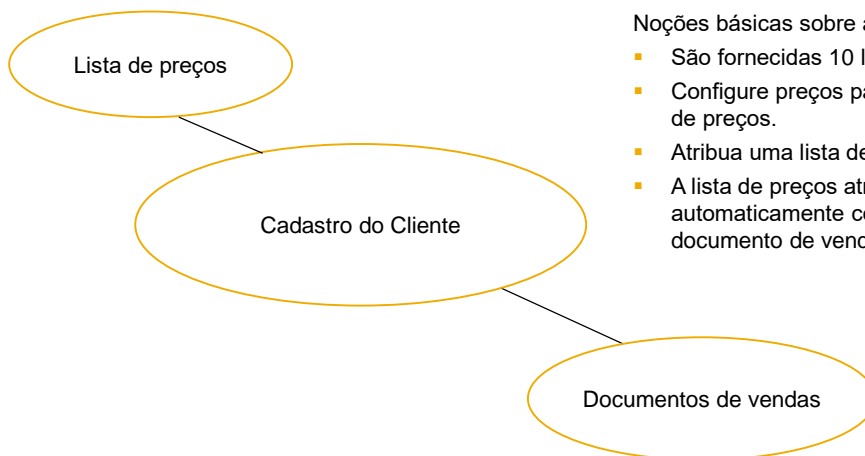 Lista de preços
Cadastro do Cliente
Documentos de vendas
Noções básicas sobre
São fornecidas 10
Configure preços
de preços.
Atribua uma lista
A lista de preços
automaticamente
documento de